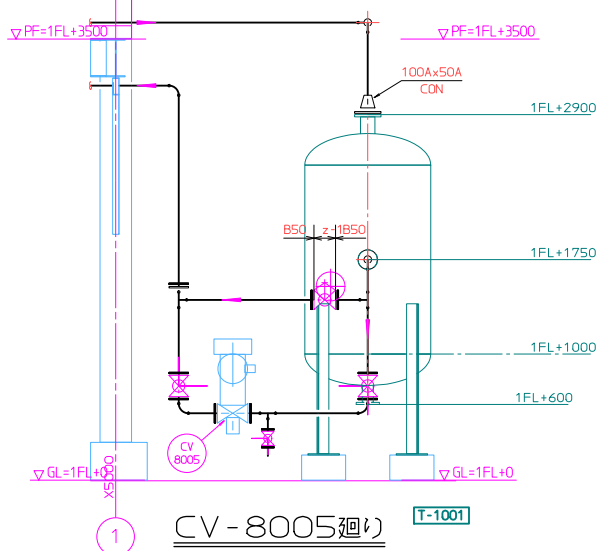 ▽PF=1FL+3500
▽PF=1FL+3500
100Ax50A
CON
1FL+2900
B50 z-1B50
1FL+1750
1FL+1000
1FL+600
CV
8005
▽GL=1FL+0
▽GL=1FL+0
X5000
1
CV-8005廻り
T-1001